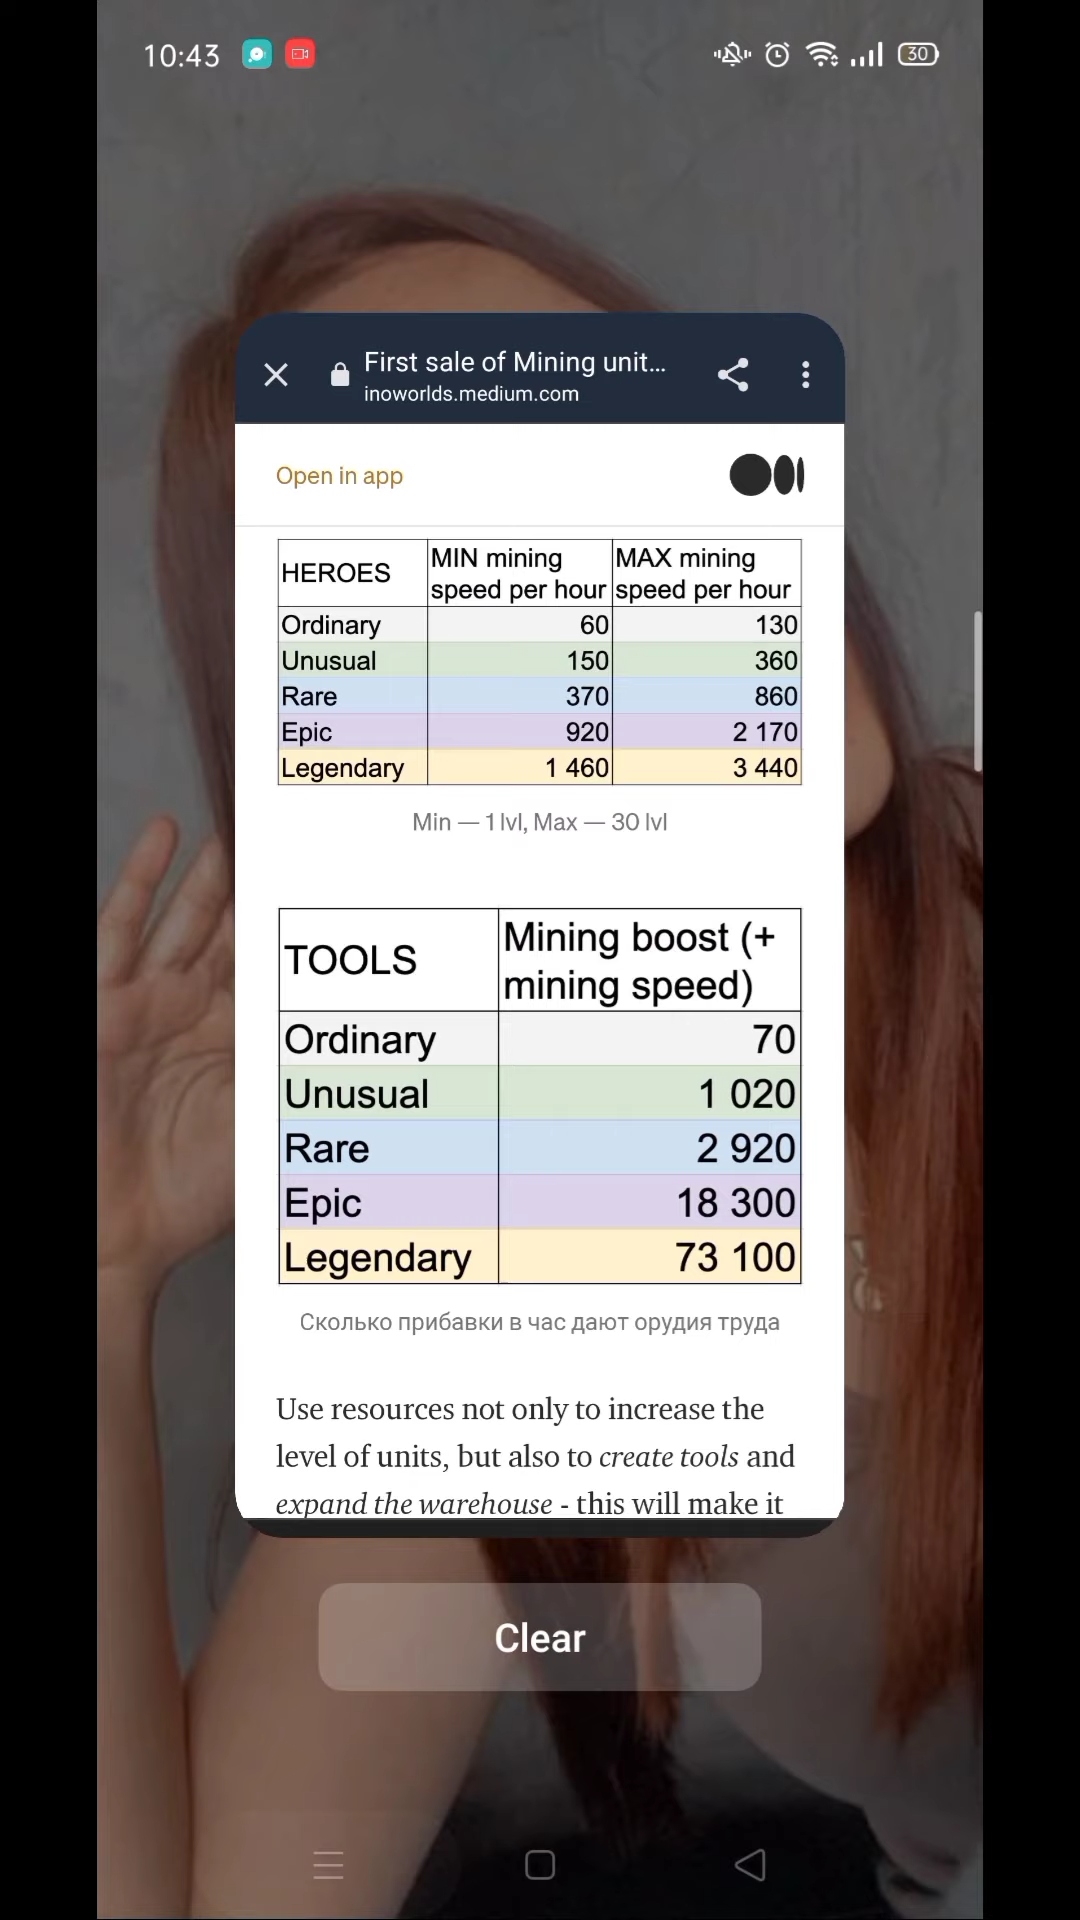 10:43
30
First sale of Mining unit...
inoworlds.medium.com
Open in app
HEROES MIN mining speed per hour MAX mining speed per hour
Ordinary 60 130
Unusual 150 360
Rare 370 860
Epic 920 2 170
Legendary 1 460 3 440
Min — 1 lvl, Max — 30 lvl
TOOLS Mining boost (+ mining speed)
Ordinary 70
Unusual 1 020
Rare 2 920
Epic 18 300
Legendary 73 100
Сколько прибавки в час дают орудия труда
Use resources not only to increase the
level of units, but also to create tools and
expand the warehouse - this will make it
Clear